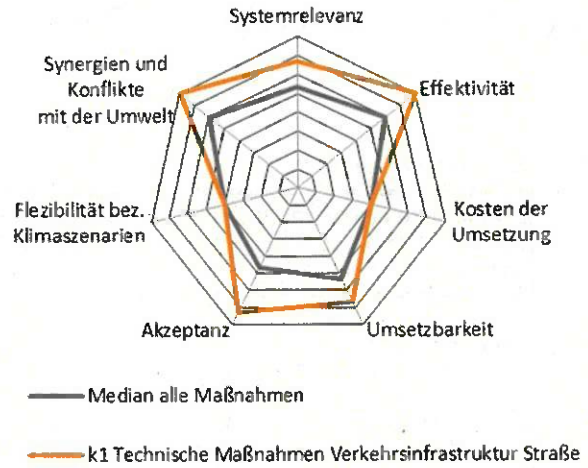 Systemrelevanz
Effektivität
Kosten der
Umsetzung
Umsetzbarkeit
Akzeptanz
Flezibilität bez.
Klimaszenarien
Synergien und
Konflikte
mit der Umwelt
Median alle Maßnahmen
k1 Technische Maßnahmen Verkehrsinfrastruktur Straße